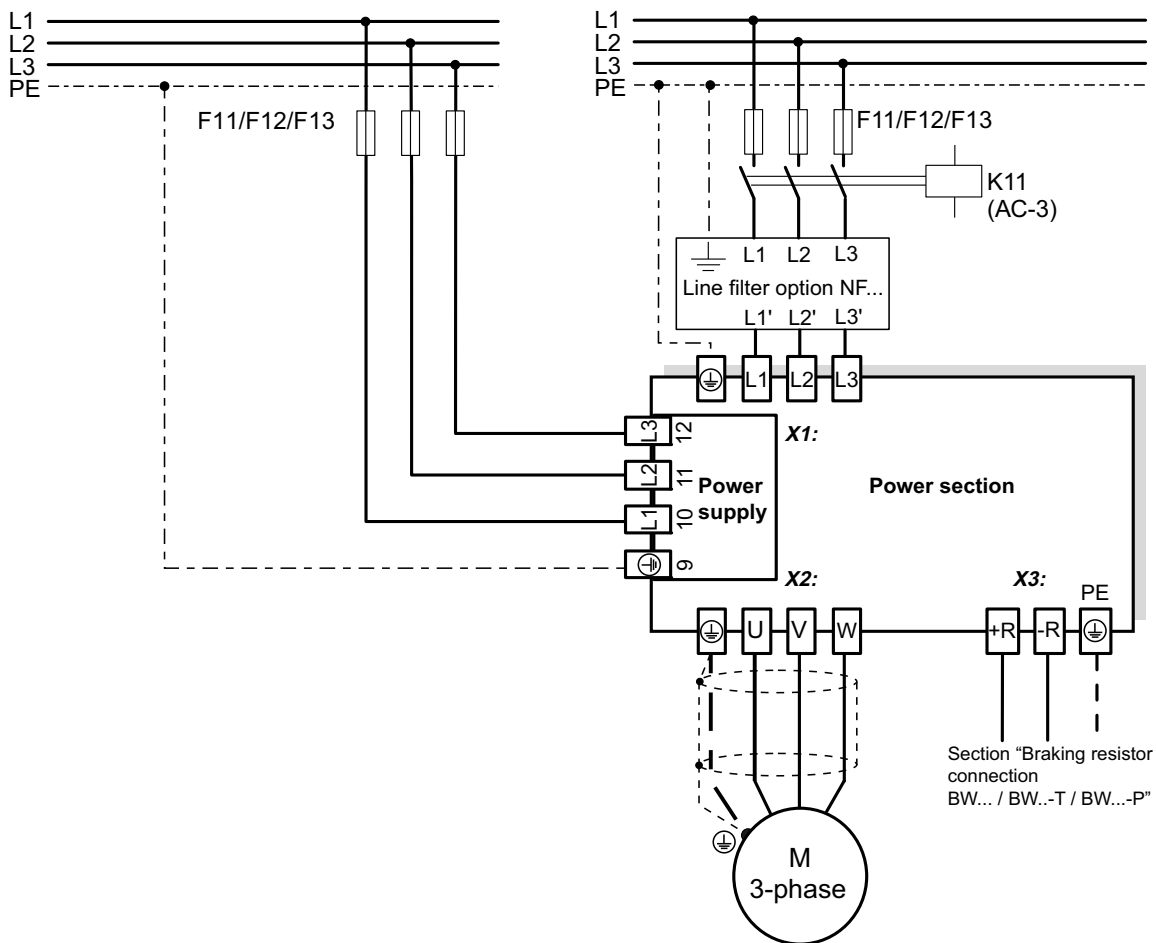 L1
L2
L3
PE
F11/F12/F13
L1
L2
L3
PE
F11/F12/F13
K11
(AC-3)
L1 L2 L3
Line filter option NF...
L1' L2' L3'
L1 L2 L3
L3 12
L2 11
L1 10
9
X1:
Power
supply
Power section
X2:
X3:
PE
U V W
+R -R
Section “Braking resistor
connection
BW... / BW..-T / BW...-P”
M
3-phase